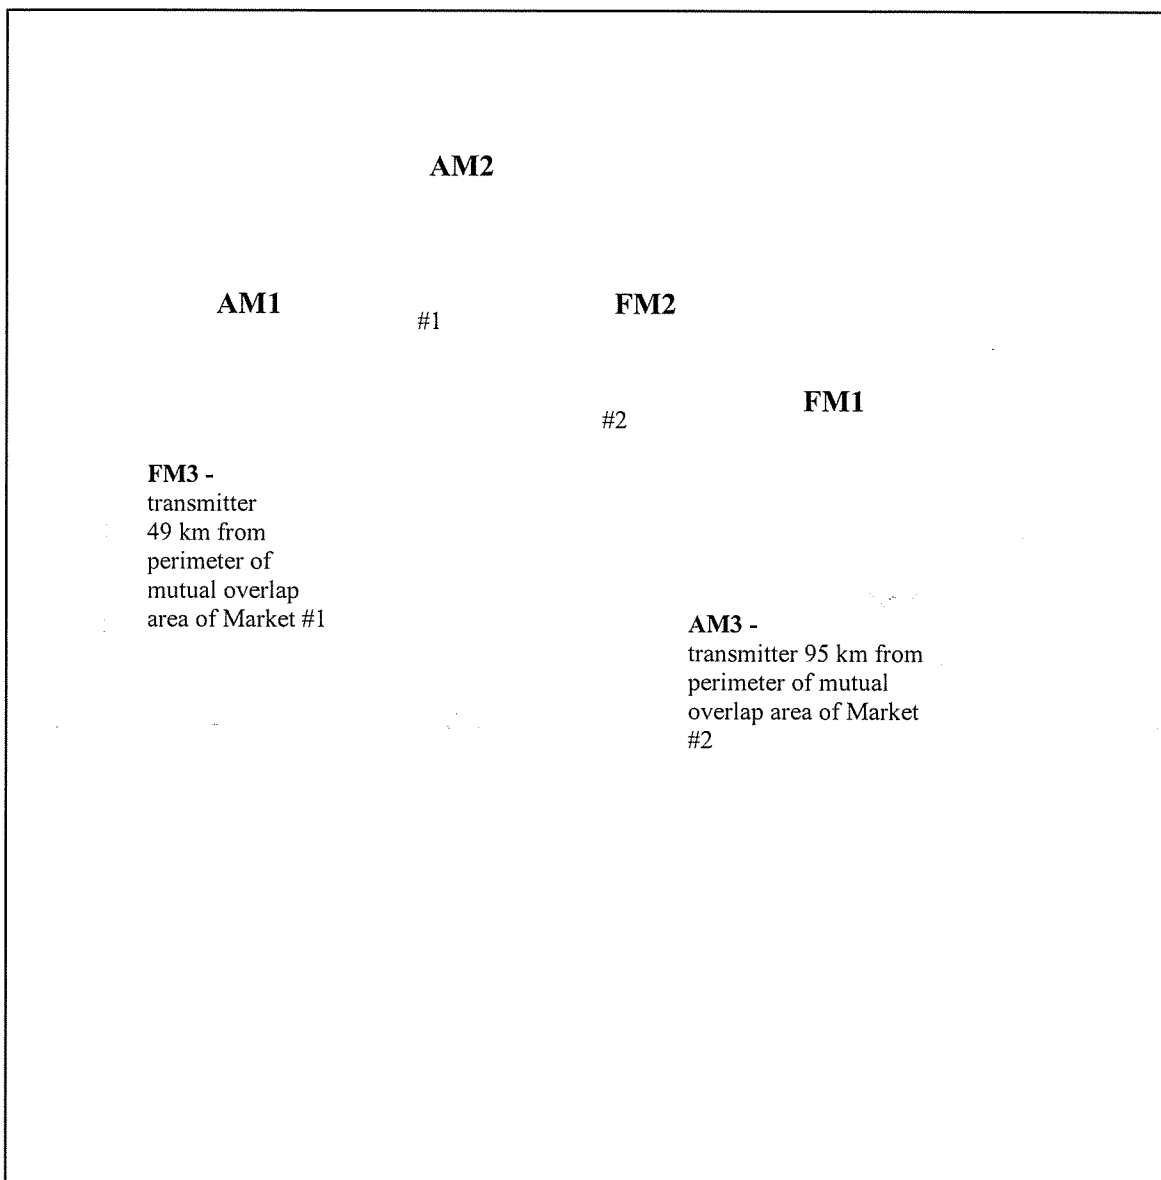 AM2
AM1
#1
FM2
#2
FM1
FM3 -
transmitter
49 km from
perimeter of
mutual overlap
area of Market #1
AM3 -
transmitter 95 km from
perimeter of mutual
overlap area of Market
#2